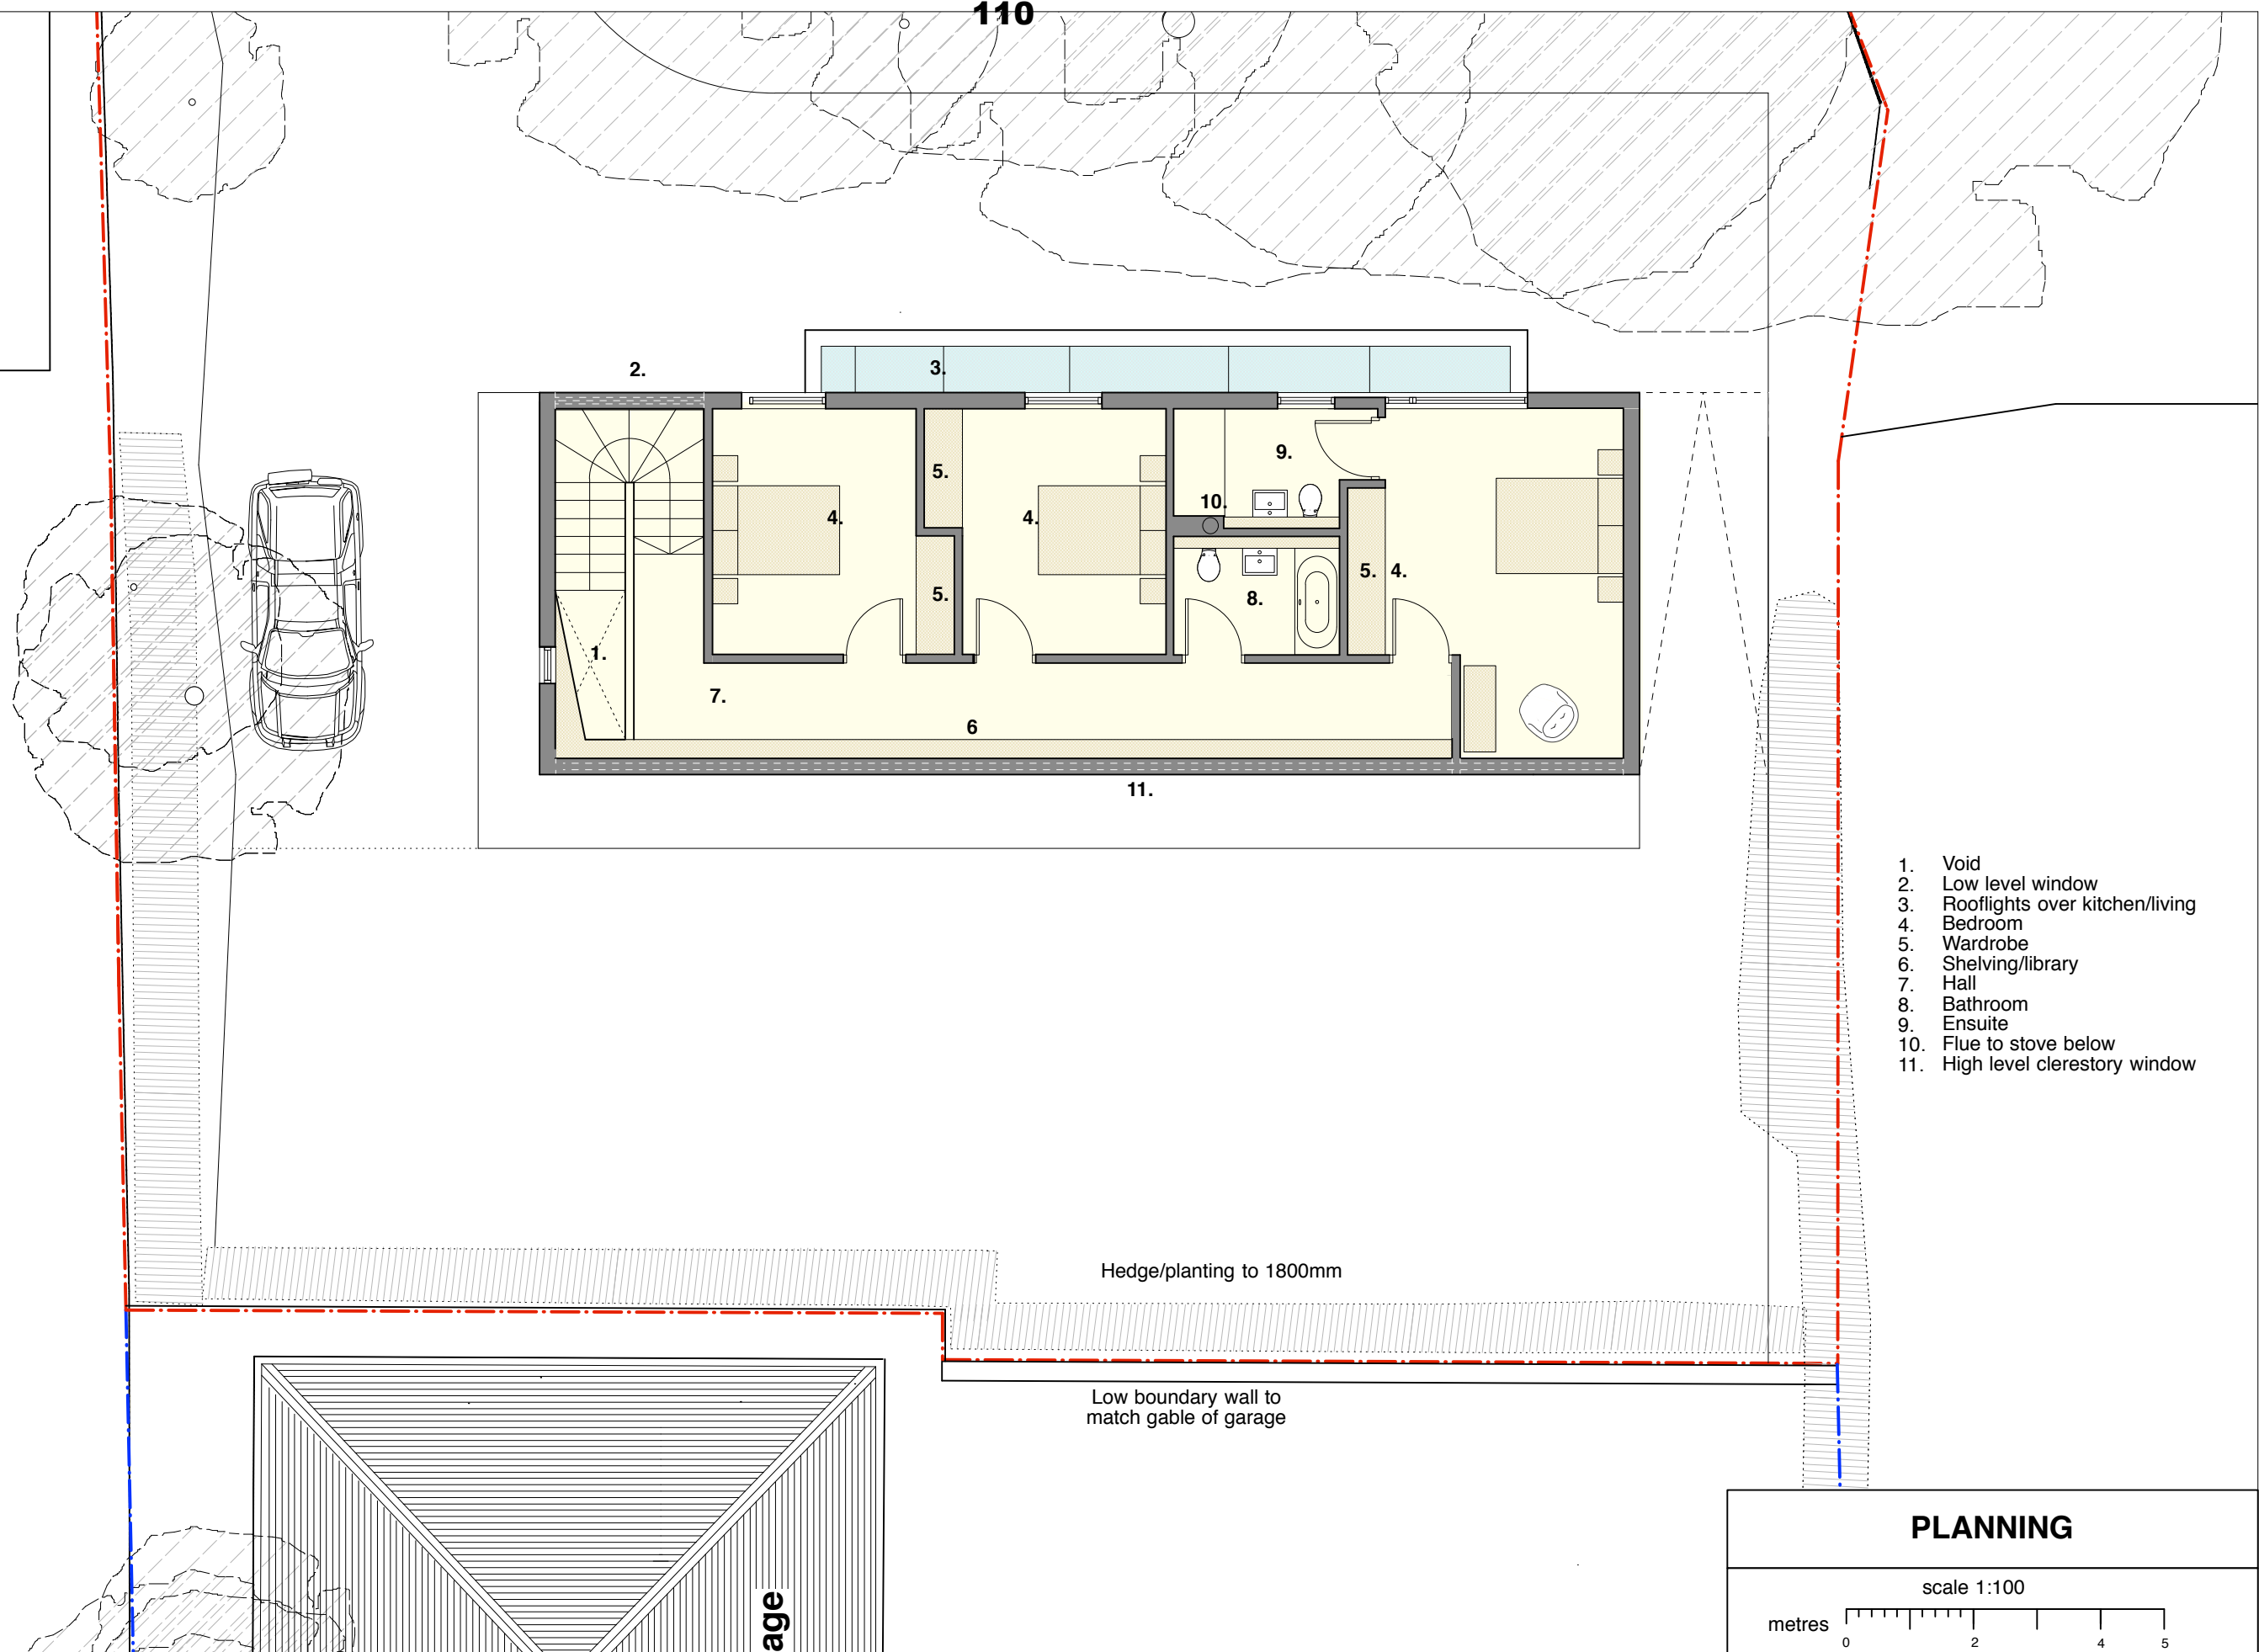 110
2.
3.
9.
5.
10.
4.
4.
5. 4.
5.
8.
1.
7.
6
11.
1. Void
2. Low level window
3. Rooflights over kitchen/living
4. Bedroom
5. Wardrobe
6. Shelving/library
7. Hall
8. Bathroom
9. Ensuite
10. Flue to stove below
11. High level clerestory window
Hedge/planting to 1800mm
Low boundary wall to
match gable of garage
age
PLANNING
scale 1:100
metres
0 2 4 5